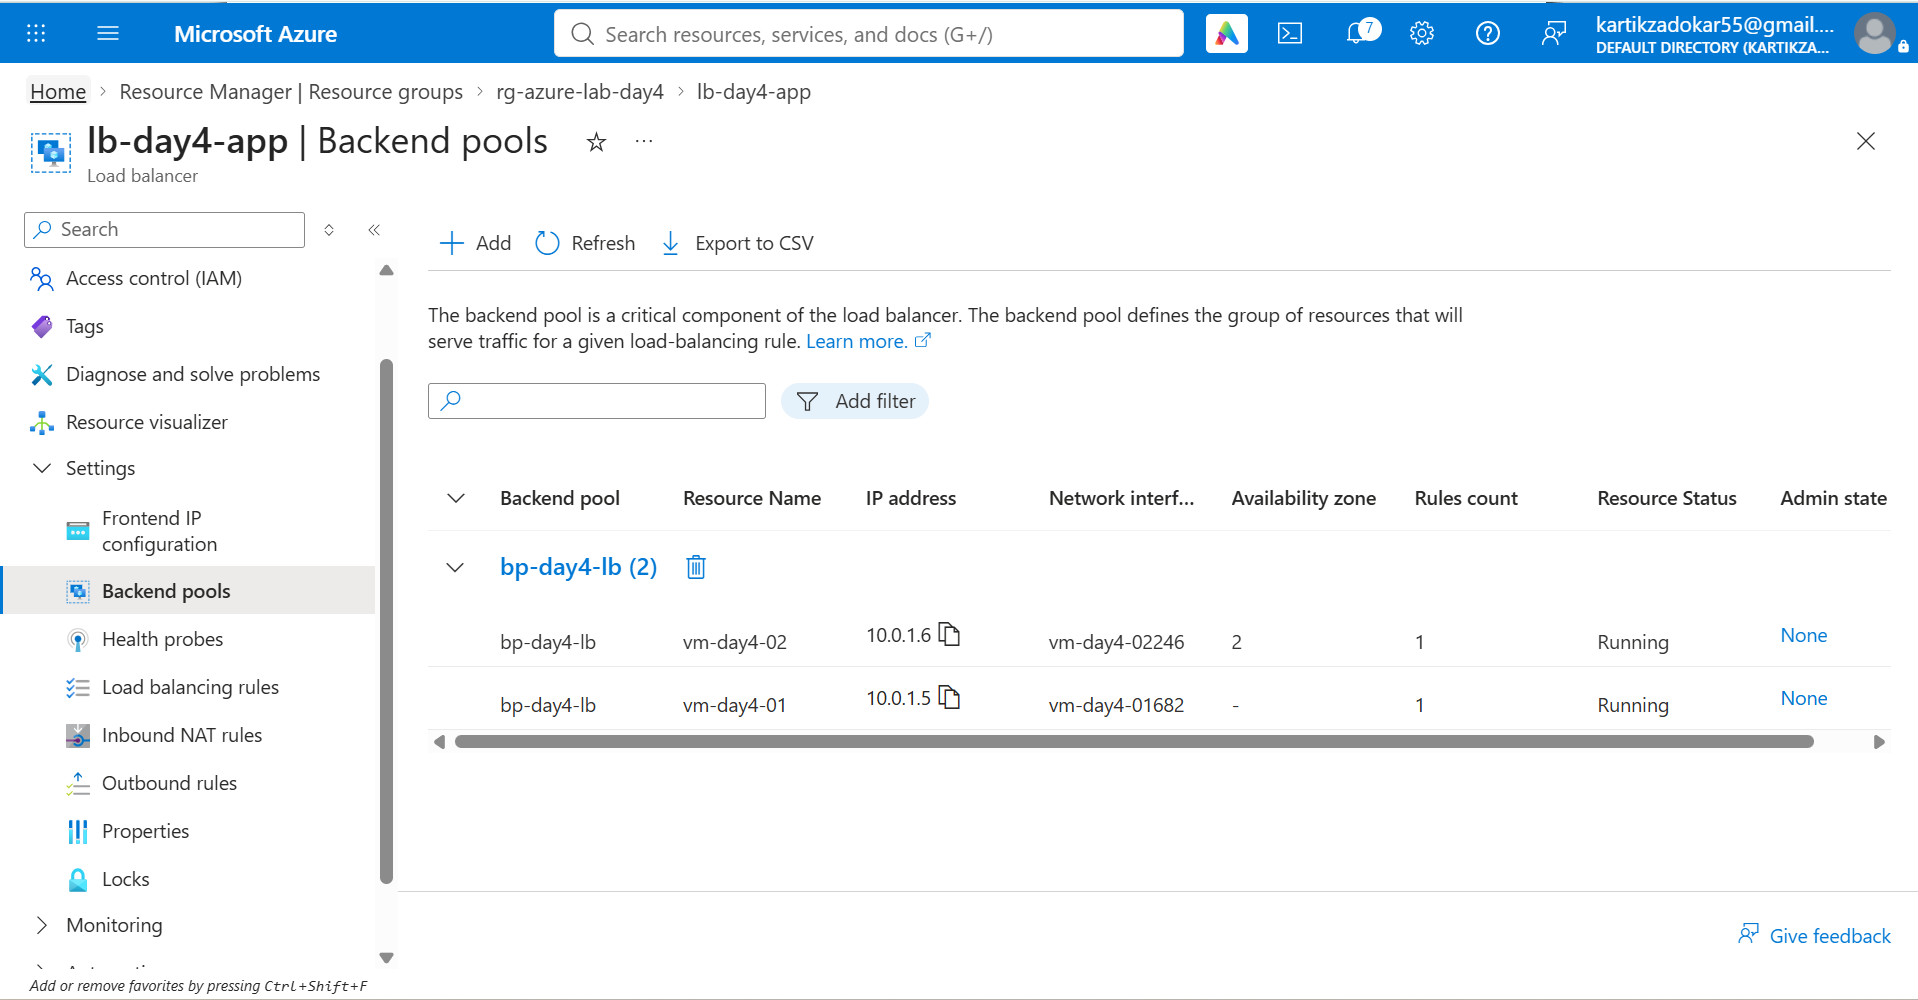 Microsoft Azure
Search resources, services, and docs (G+/)
7
kartikzadokar55@gmail....
DEFAULT DIRECTORY (KARTIKZA...
Home > Resource Manager | Resource groups > rg-azure-lab-day4 > lb-day4-app
lb-day4-app | Backend pools
Load balancer
Search
Access control (IAM)
Tags
Diagnose and solve problems
Resource visualizer
Settings
Frontend IP
configuration
Backend pools
Health probes
Load balancing rules
Inbound NAT rules
Outbound rules
Properties
Locks
Monitoring
Add or remove favorites by pressing Ctrl+Shift+F
Add Refresh Export to CSV
The backend pool is a critical component of the load balancer. The backend pool defines the group of resources that will
serve traffic for a given load-balancing rule. Learn more.
Add filter
Backend pool Resource Name IP address Network interf... Availability zone Rules count Resource Status Admin state
bp-day4-lb (2)
bp-day4-lb vm-day4-02 10.0.1.6 vm-day4-02246 2 1 Running None
bp-day4-lb vm-day4-01 10.0.1.5 vm-day4-01682 - 1 Running None
Give feedback